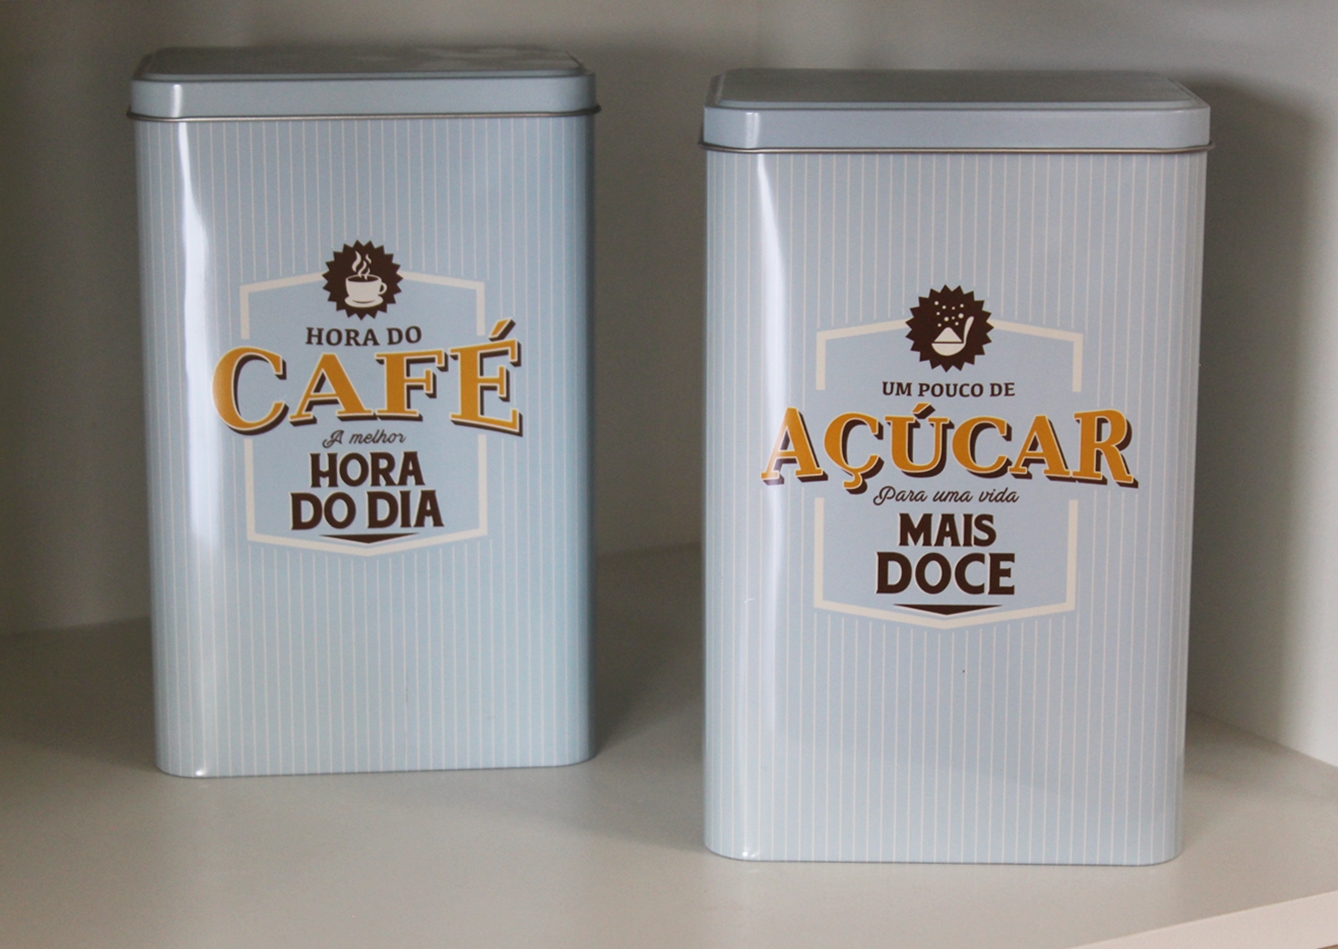 HORA DO
CAFÉ
A melhor
HORA
DO DIA
UM POUCO DE
AÇÚCAR
Para uma vida
MAIS
DOCE